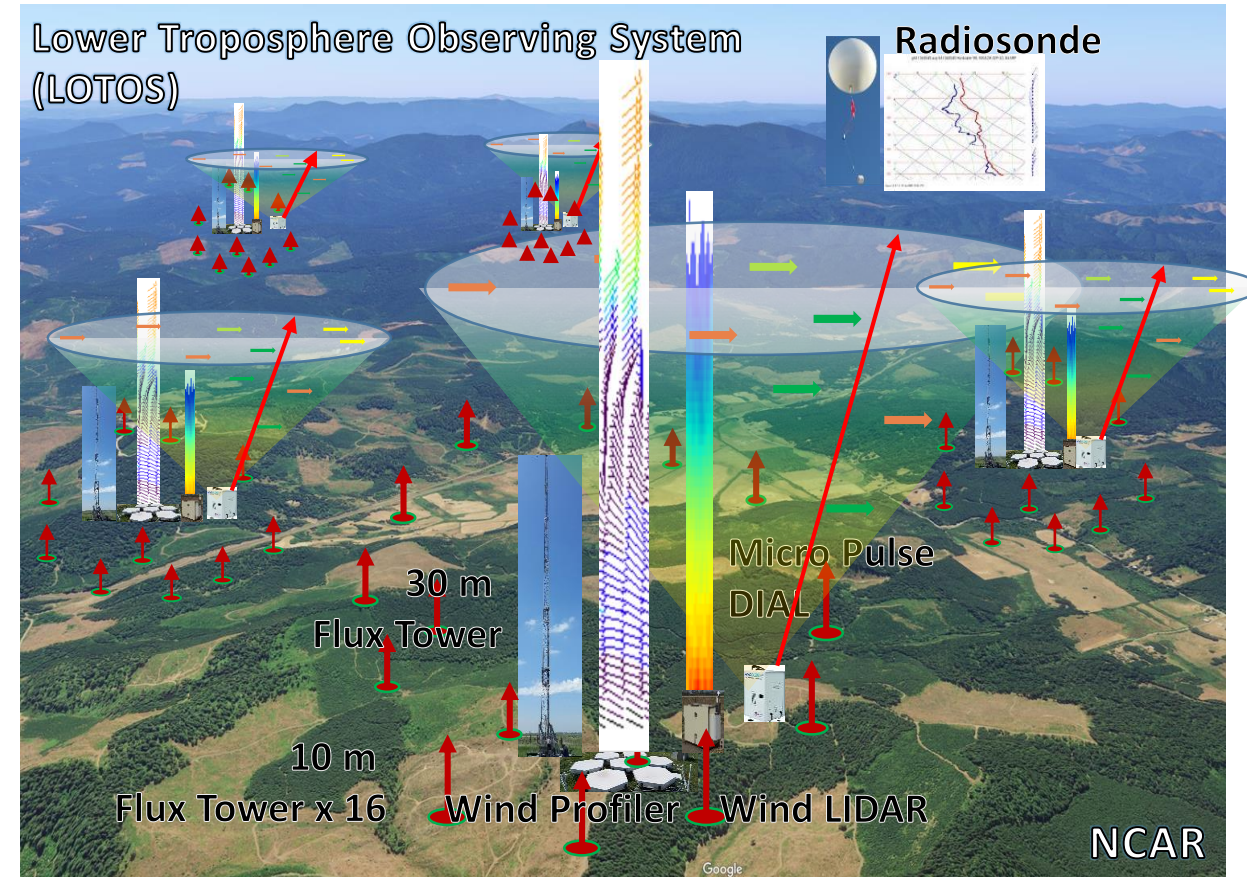 Lower Troposphere Observing System
(LOTOS)
Radiosonde
Micro Pulse
DIAL
30 m
Flux Tower
10 m
Flux Tower x 16
Wind Profiler
Wind LIDAR
NCAR
Google